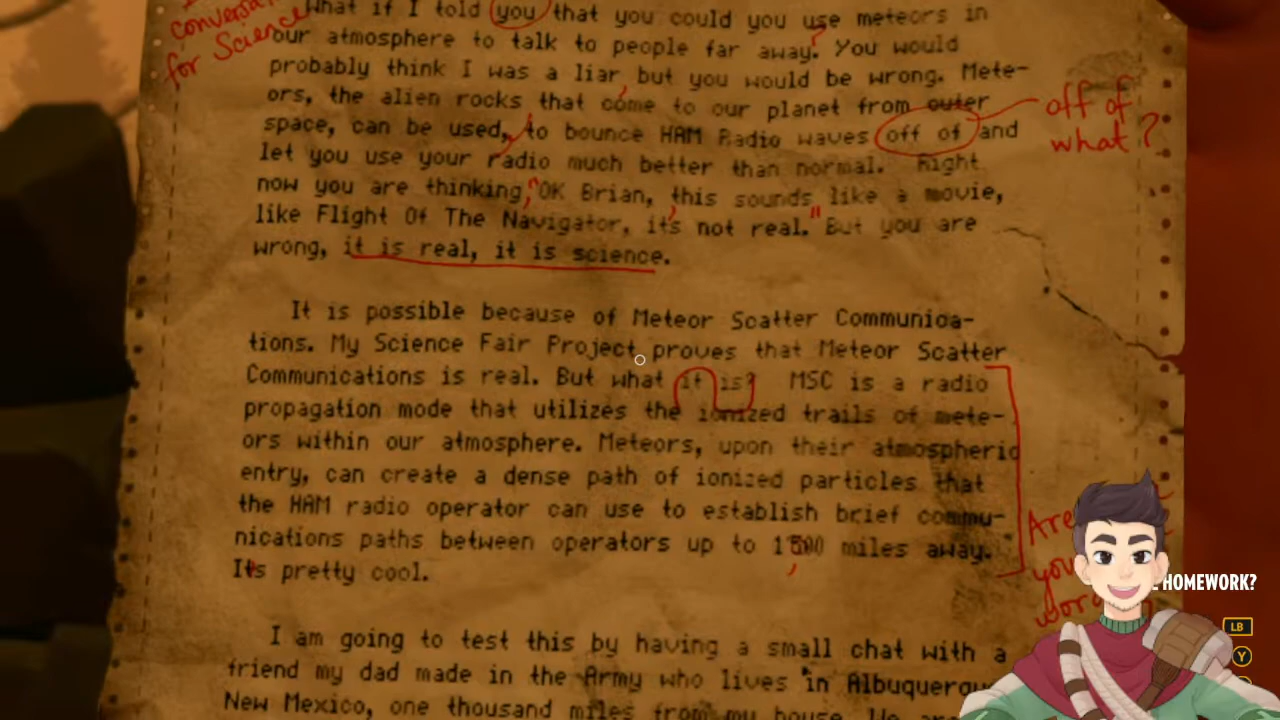 conversa
for Science
What if I told you that you could you use meteors in
our atmosphere to talk to people far away.? You would
probably think I was a liar, but you would be wrong. Mete-
ors, the alien rocks that come to our planet from outer
space, can be used, to bounce HAM Radio waves off of and
let you use your radio much better than normal. Right
now you are thinking, "OK Brian, this sounds like a movie,
like Flight Of The Navigator, it's not real." But you are
wrong, it is real, it is science.
off of
what?
It is possible because of Meteor Scatter Communica-
tions. My Science Fair Project proves that Meteor Scatter
Communications is real. But what it is? MSC is a radio
propagation mode that utilizes the ionized trails of mete-
ors within our atmosphere. Meteors, upon their atmospheric
entry, can create a dense path of ionized particles that
the HAM radio operator can use to establish brief commu-
nications paths between operators up to 1,500 miles away.
It's pretty cool.
Are
you
wor
I am going to test this by having a small chat with a
friend my dad made in the Army who lives in Albuquerque
New Mexico, one thousand miles from my house. We are
HOMEWORK?
LB
Y